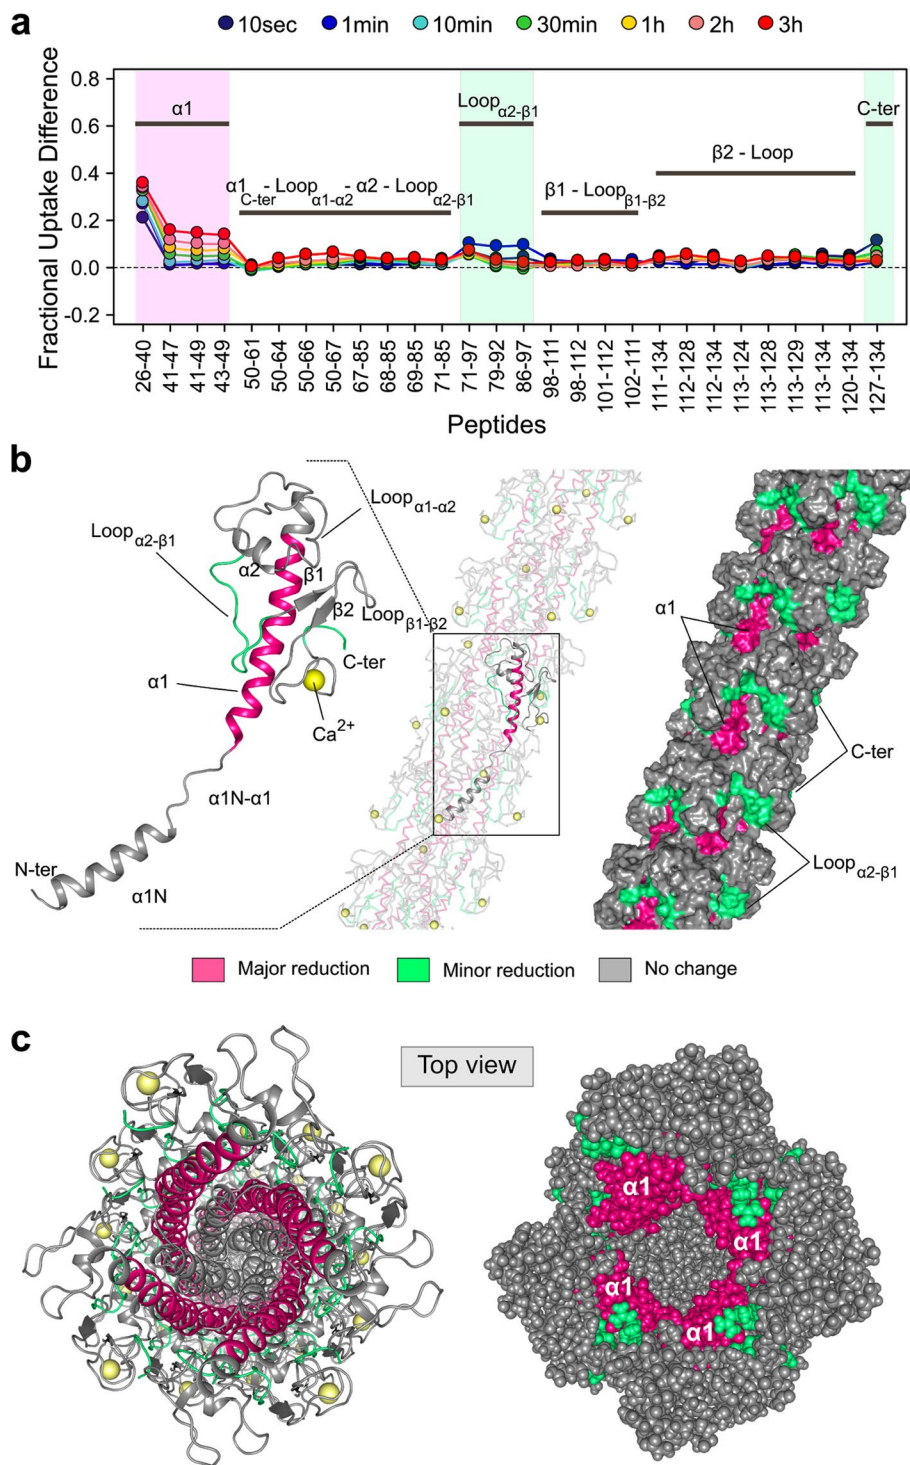 a
10sec 1min 10min 30min 1h 2h 3h
Fractional Uptake Difference
0.8
0.6
0.4
0.2
0.0
-0.2
α1
Loopα2-β1
C-ter
β2 - Loop
α1C-ter - Loopα1-α2 - α2 - Loopα2-β1
β1 - Loopβ1-β2
26-40
41-47
41-49
43-49
50-61
50-64
50-66
50-67
67-85
68-85
69-85
71-85
71-97
79-92
86-97
98-111
98-112
101-112
102-111
111-134
112-128
112-134
113-124
113-128
113-129
113-134
120-134
127-134
Peptides
b
Loopα1-α2
Loopα2-β1
α2
β1
β2
Loopβ1-β2
C-ter
α1
Ca2+
α1N-α1
N-ter
α1N
α1
C-ter
Loopα2-β1
Major reduction Minor reduction No change
c
Top view
α1
α1
α1
α1